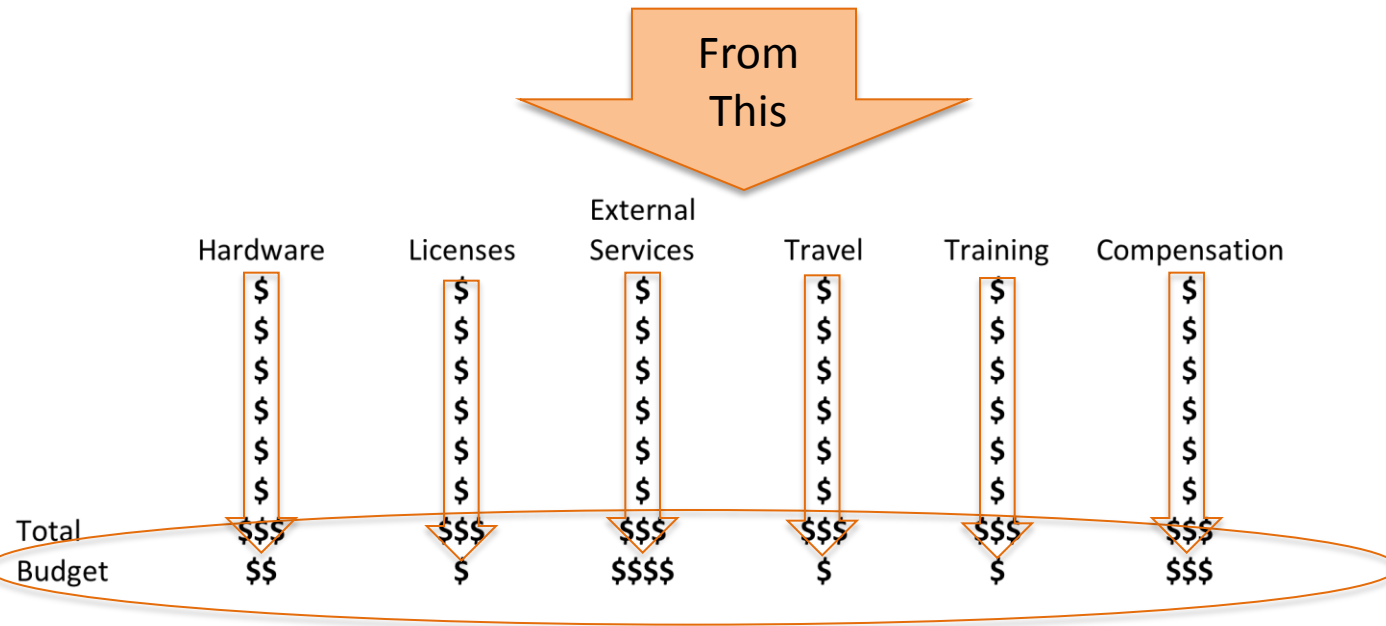 From
This
External
Hardware Licenses Services Travel Training Compensation
$ $ $ $ $ $
$ $ $ $ $ $
$ $ $ $ $ $
$ $ $ $ $ $
$ $ $ $ $ $
$ $ $ $ $ $
Total $$$ $$$ $$$ $$$ $$$ $$$
Budget $$ $ $$$$ $ $ $$$